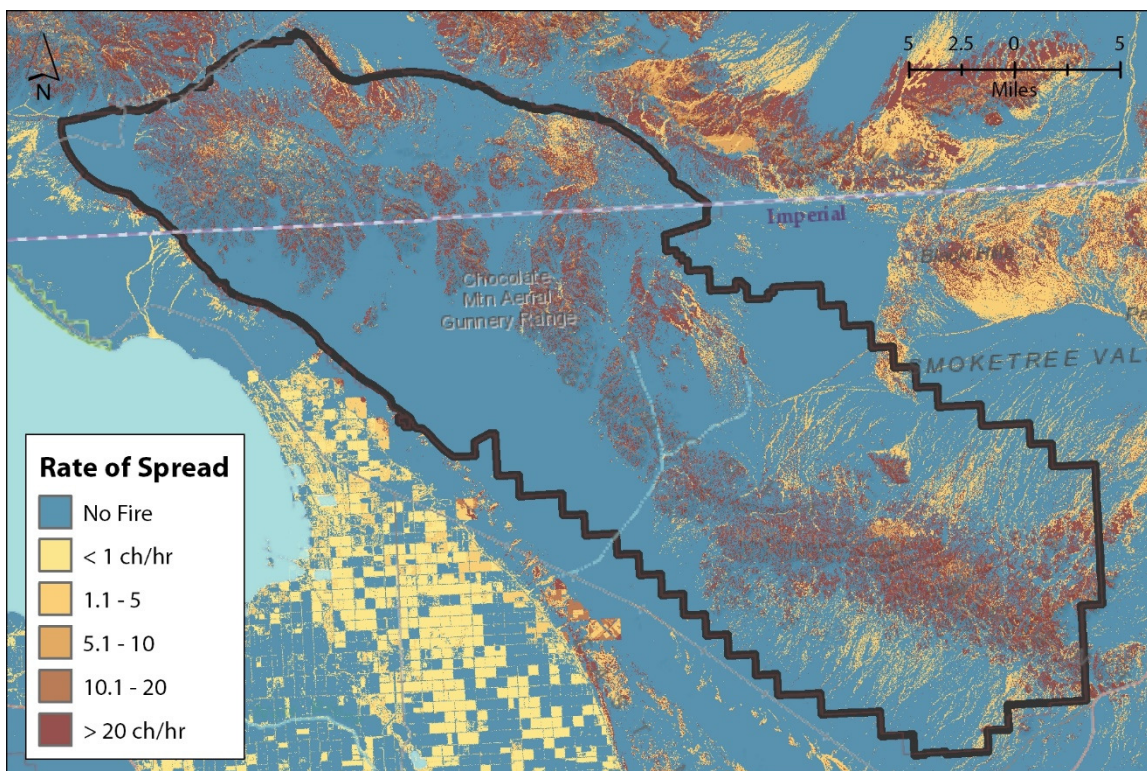 N
5 2.5 0 5
Miles
Imperial
Chocolate
Mtn Aerial
Gunnery Range
SMOKETREE VAL
Rate of Spread
No Fire
< 1 ch/hr
1.1 - 5
5.1 - 10
10.1 - 20
> 20 ch/hr